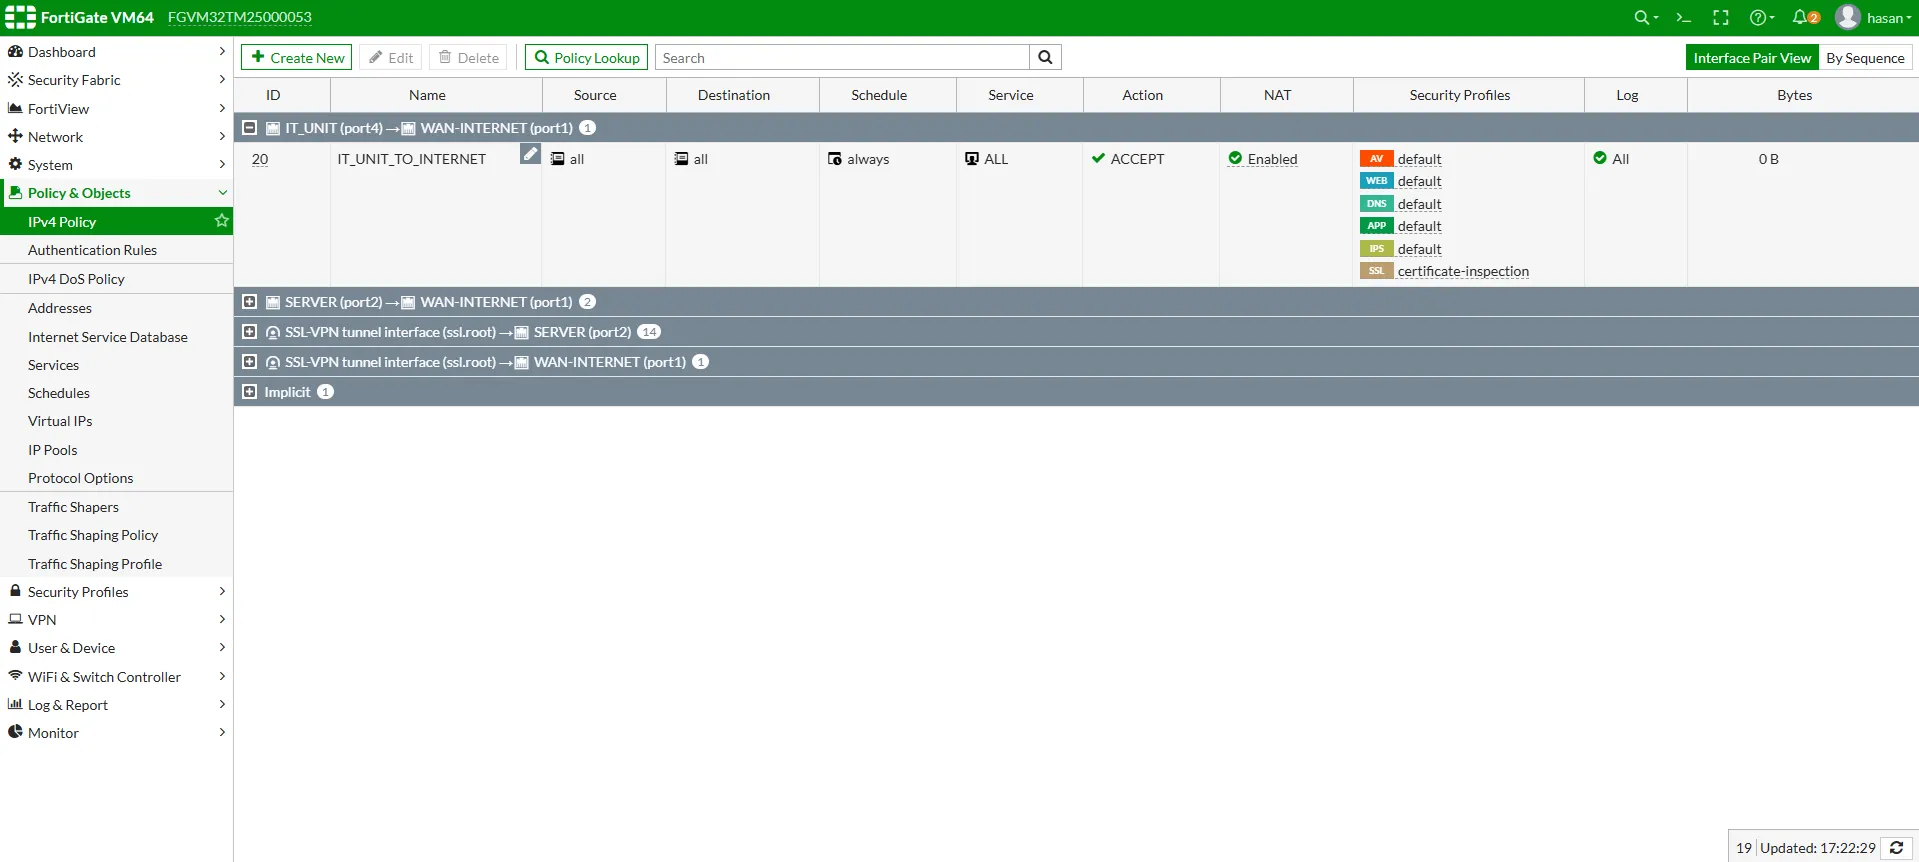 FortiGate VM64 FGVM32TM25000053 2 hasan
Dashboard
Security Fabric
FortiView
Network
System
Policy & Objects
IPv4 Policy
Authentication Rules
IPv4 DoS Policy
Addresses
Internet Service Database
Services
Schedules
Virtual IPs
IP Pools
Protocol Options
Traffic Shapers
Traffic Shaping Policy
Traffic Shaping Profile
Security Profiles
VPN
User & Device
WiFi & Switch Controller
Log & Report
Monitor
Create New Edit Delete Policy Lookup Search Interface Pair View By Sequence
ID Name Source Destination Schedule Service Action NAT Security Profiles Log Bytes
IT_UNIT (port4) → WAN-INTERNET (port1) 1
20 IT_UNIT_TO_INTERNET all all always ALL ACCEPT Enabled AV default All 0 B
WEB default
DNS default
APP default
IPS default
SSL certificate-inspection
SERVER (port2) → WAN-INTERNET (port1) 2
SSL-VPN tunnel interface (ssl.root) → SERVER (port2) 14
SSL-VPN tunnel interface (ssl.root) → WAN-INTERNET (port1) 1
Implicit 1
19 Updated: 17:22:29